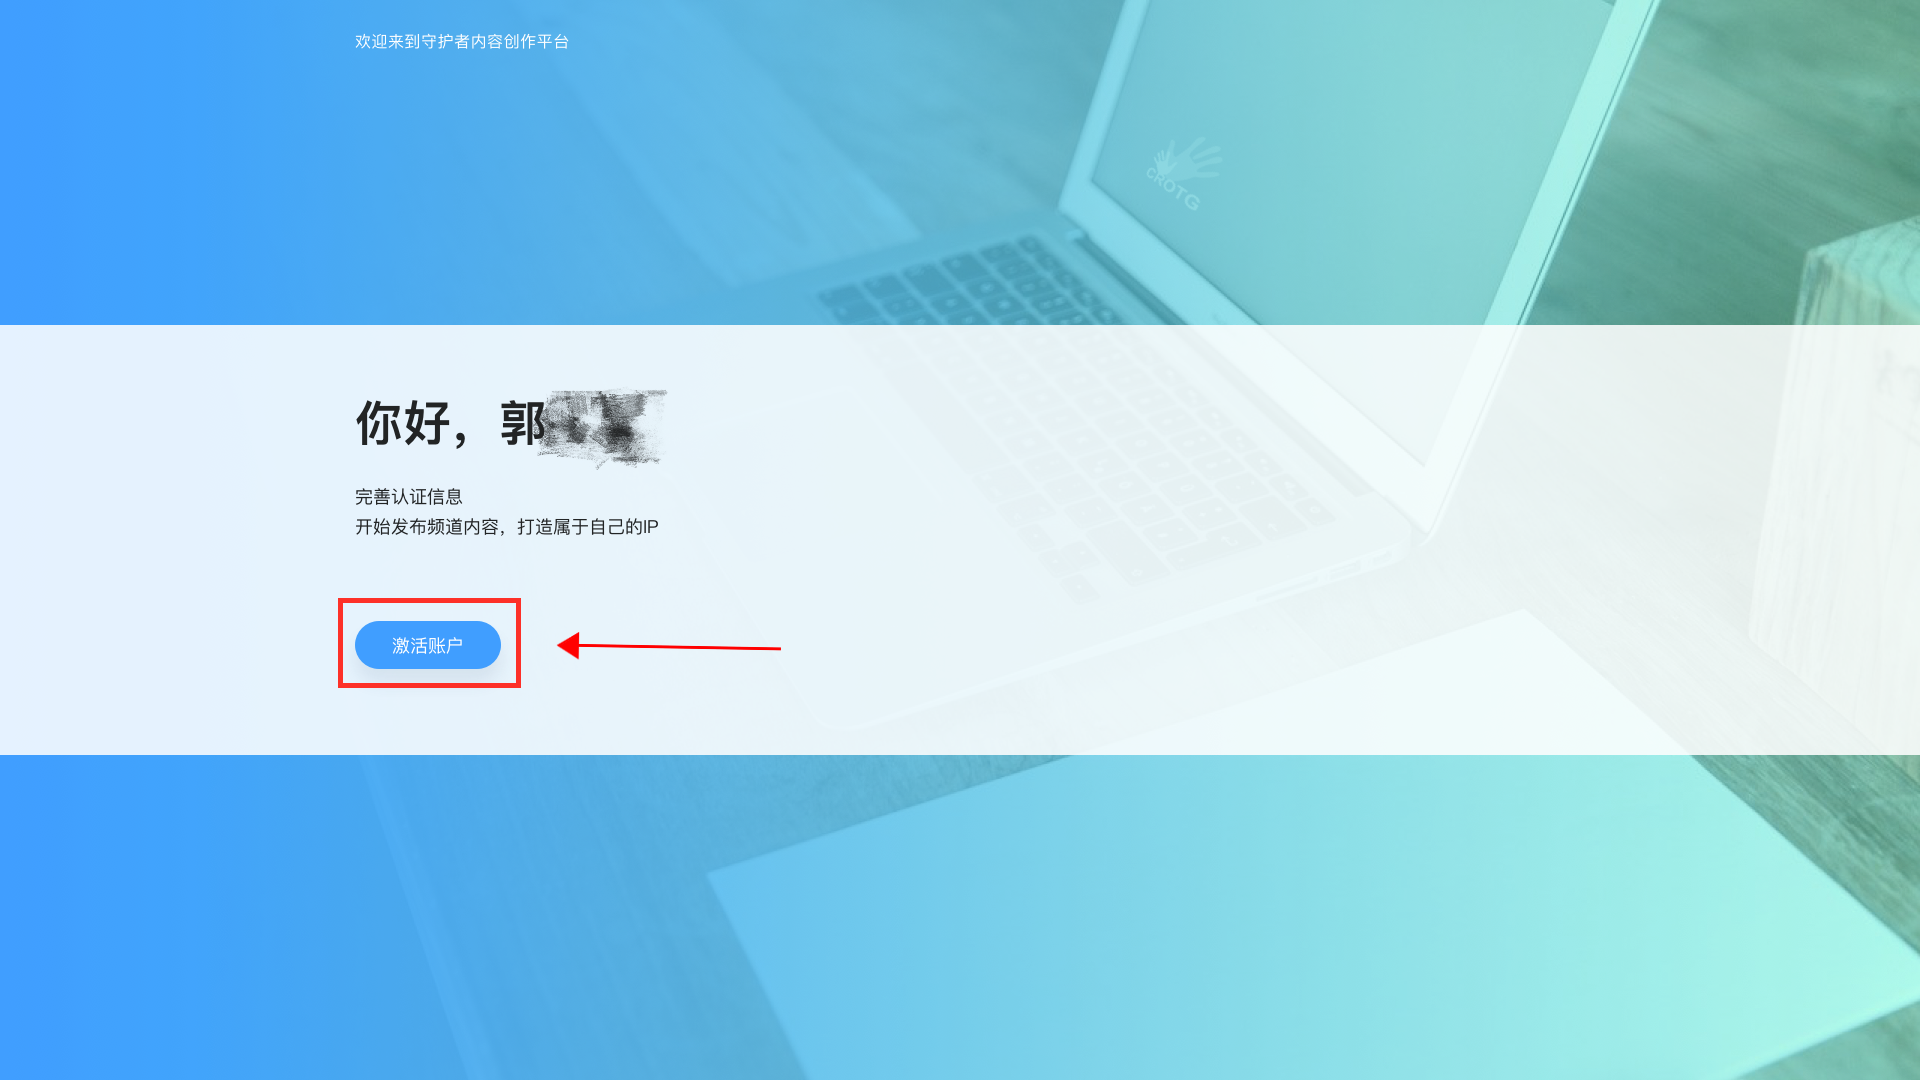 欢迎来到守护者内容创作平台
CROTG
你好，郭
完善认证信息
开始发布频道内容，打造属于自己的IP
激活账户